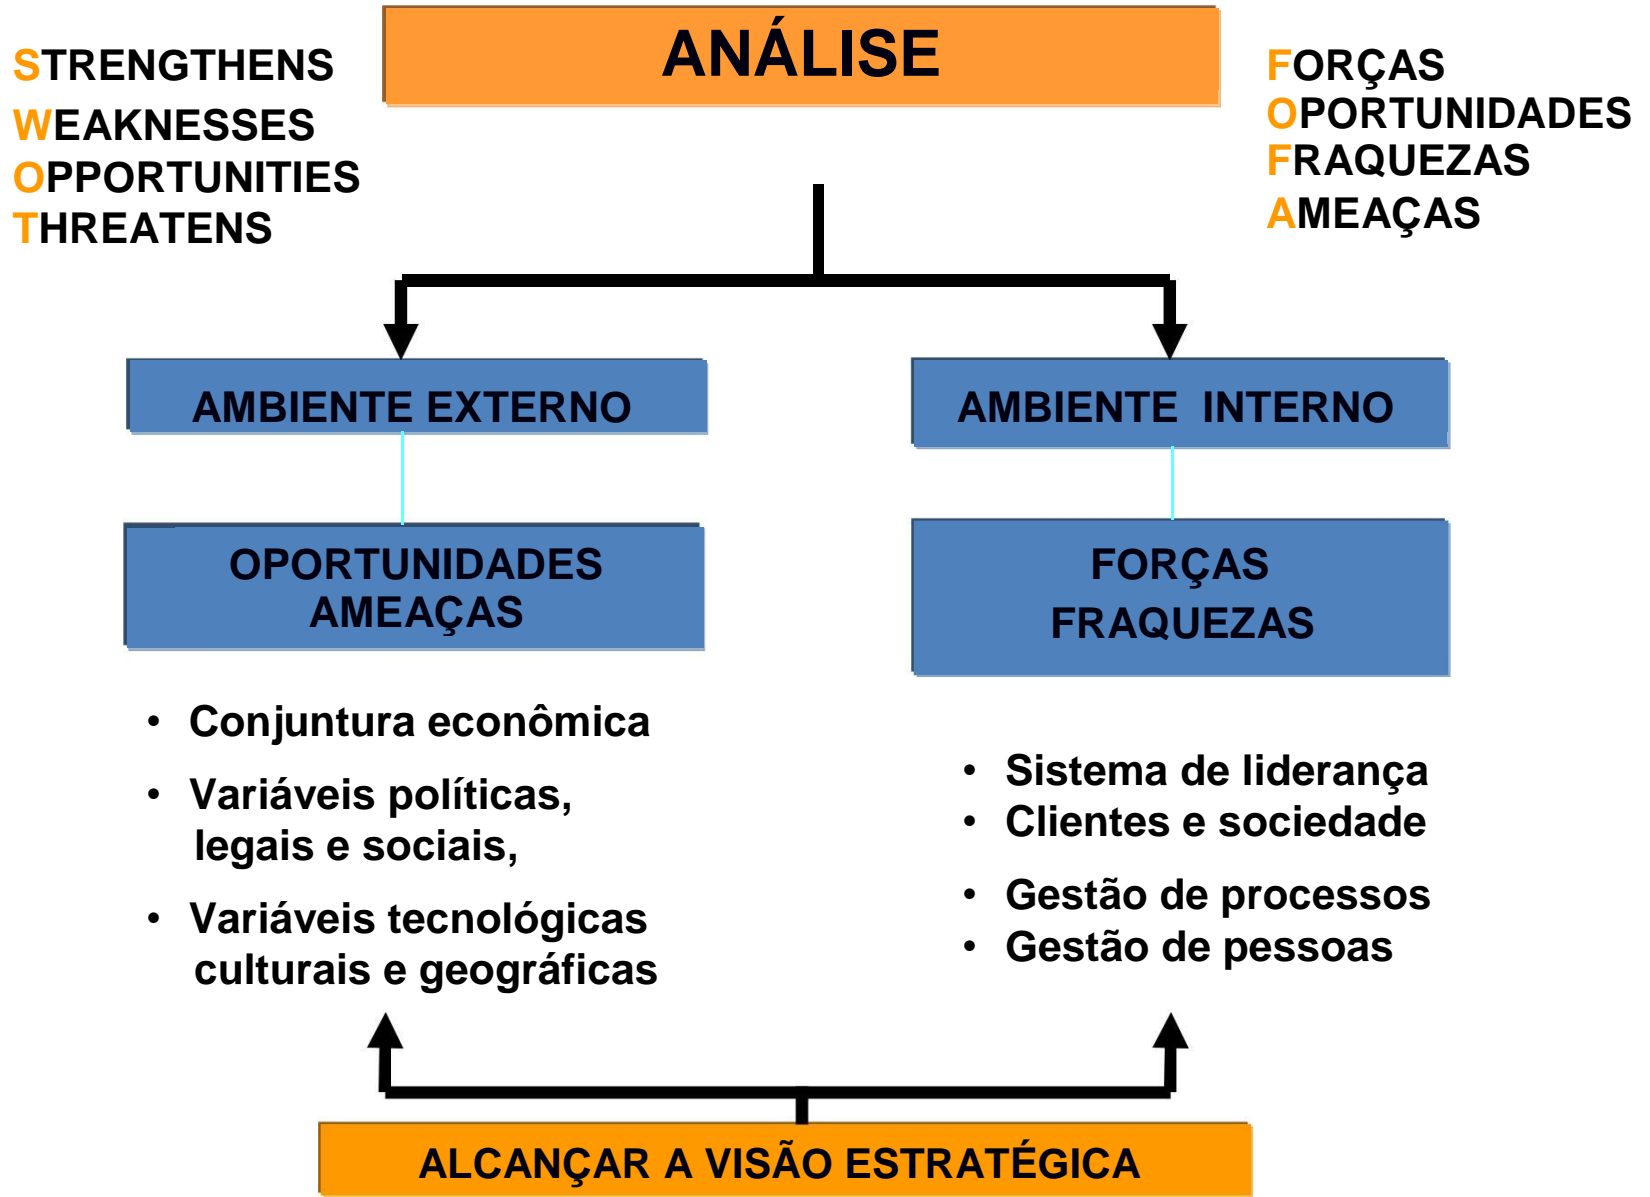 ANÁLISE
STRENGTHENS
WEAKNESSES
OPPORTUNITIES
THREATENS
FORÇAS
OPORTUNIDADES
FRAQUEZAS
AMEAÇAS
AMBIENTE EXTERNO
OPORTUNIDADES
AMEAÇAS
• Conjuntura econômica
• Variáveis políticas,
legais e sociais,
• Variáveis tecnológicas
culturais e geográficas
AMBIENTE INTERNO
FORÇAS
FRAQUEZAS
• Sistema de liderança
• Clientes e sociedade
• Gestão de processos
• Gestão de pessoas
ALCANÇAR A VISÃO ESTRATÉGICA